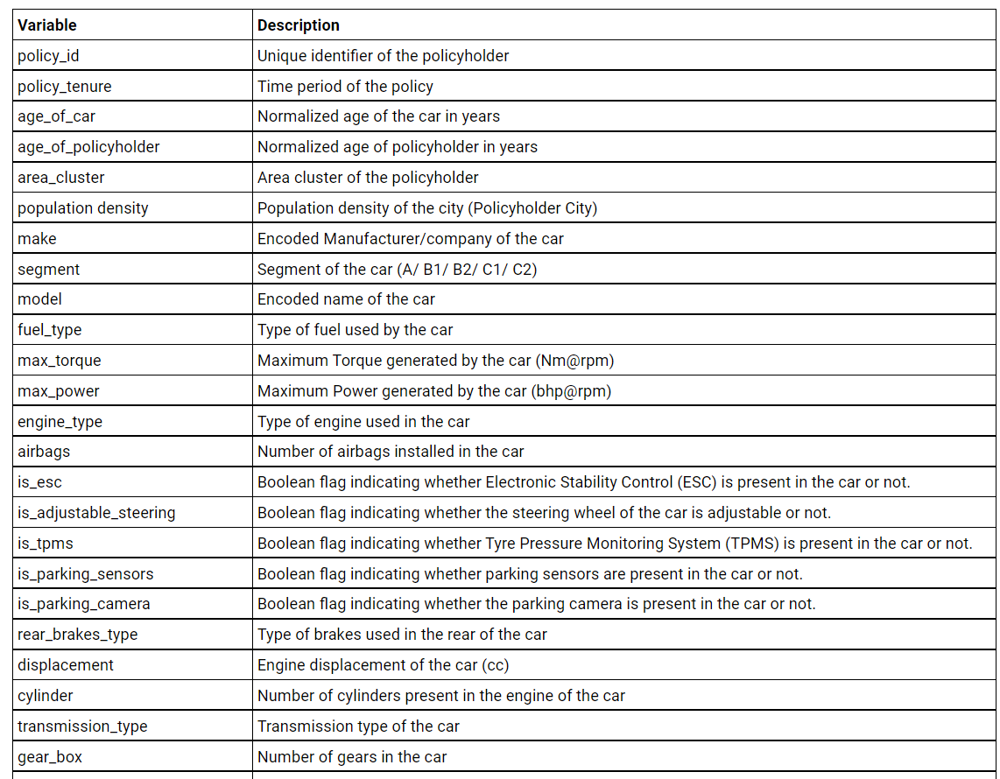 Variable Description
policy_id Unique identifier of the policyholder
policy_tenure Time period of the policy
age_of_car Normalized age of the car in years
age_of_policyholder Normalized age of policyholder in years
area_cluster Area cluster of the policyholder
population density Population density of the city (Policyholder City)
make Encoded Manufacturer/company of the car
segment Segment of the car (A/ B1/ B2/ C1/ C2)
model Encoded name of the car
fuel_type Type of fuel used by the car
max_torque Maximum Torque generated by the car (Nm@rpm)
max_power Maximum Power generated by the car (bhp@rpm)
engine_type Type of engine used in the car
airbags Number of airbags installed in the car
is_esc Boolean flag indicating whether Electronic Stability Control (ESC) is present in the car or not.
is_adjustable_steering Boolean flag indicating whether the steering wheel of the car is adjustable or not.
is_tpms Boolean flag indicating whether Tyre Pressure Monitoring System (TPMS) is present in the car or not.
is_parking_sensors Boolean flag indicating whether parking sensors are present in the car or not.
is_parking_camera Boolean flag indicating whether the parking camera is present in the car or not.
rear_brakes_type Type of brakes used in the rear of the car
displacement Engine displacement of the car (cc)
cylinder Number of cylinders present in the engine of the car
transmission_type Transmission type of the car
gear_box Number of gears in the car